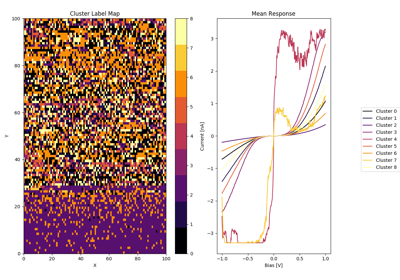 Cluster Label Map
Mean Response
100
80
60
40
20
0
0 20 40 60 80 100
x
y
8
7
6
5
4
3
2
1
0
Current [nA]
3
2
1
0
−1
−2
−3
−1.0 −0.5 0.0 0.5 1.0
Bias [V]
Cluster 0
Cluster 1
Cluster 2
Cluster 3
Cluster 4
Cluster 5
Cluster 6
Cluster 7
Cluster 8